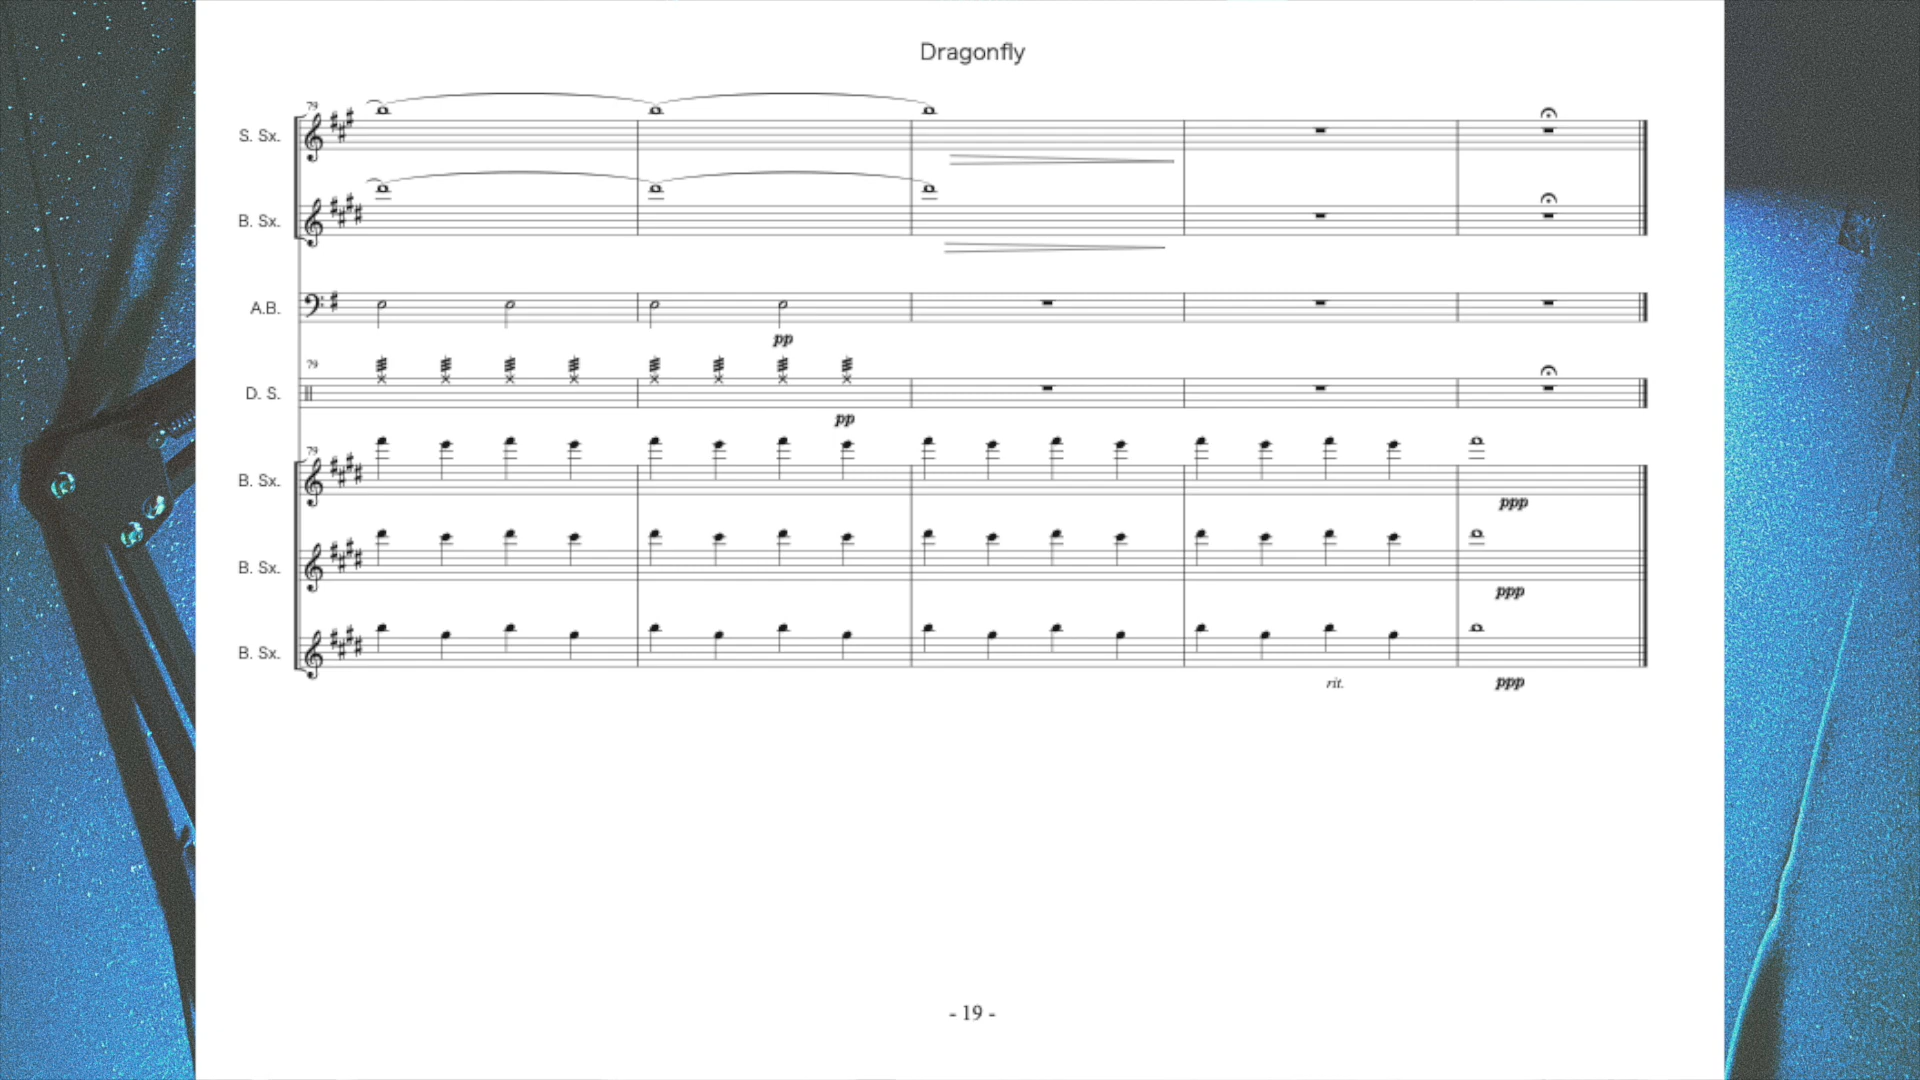 Dragonfly
79
S. Sx.
B. Sx.
A.B.
pp
79
D. S.
pp
79
B. Sx.
ppp
B. Sx.
ppp
B. Sx.
rit.
ppp
- 19 -